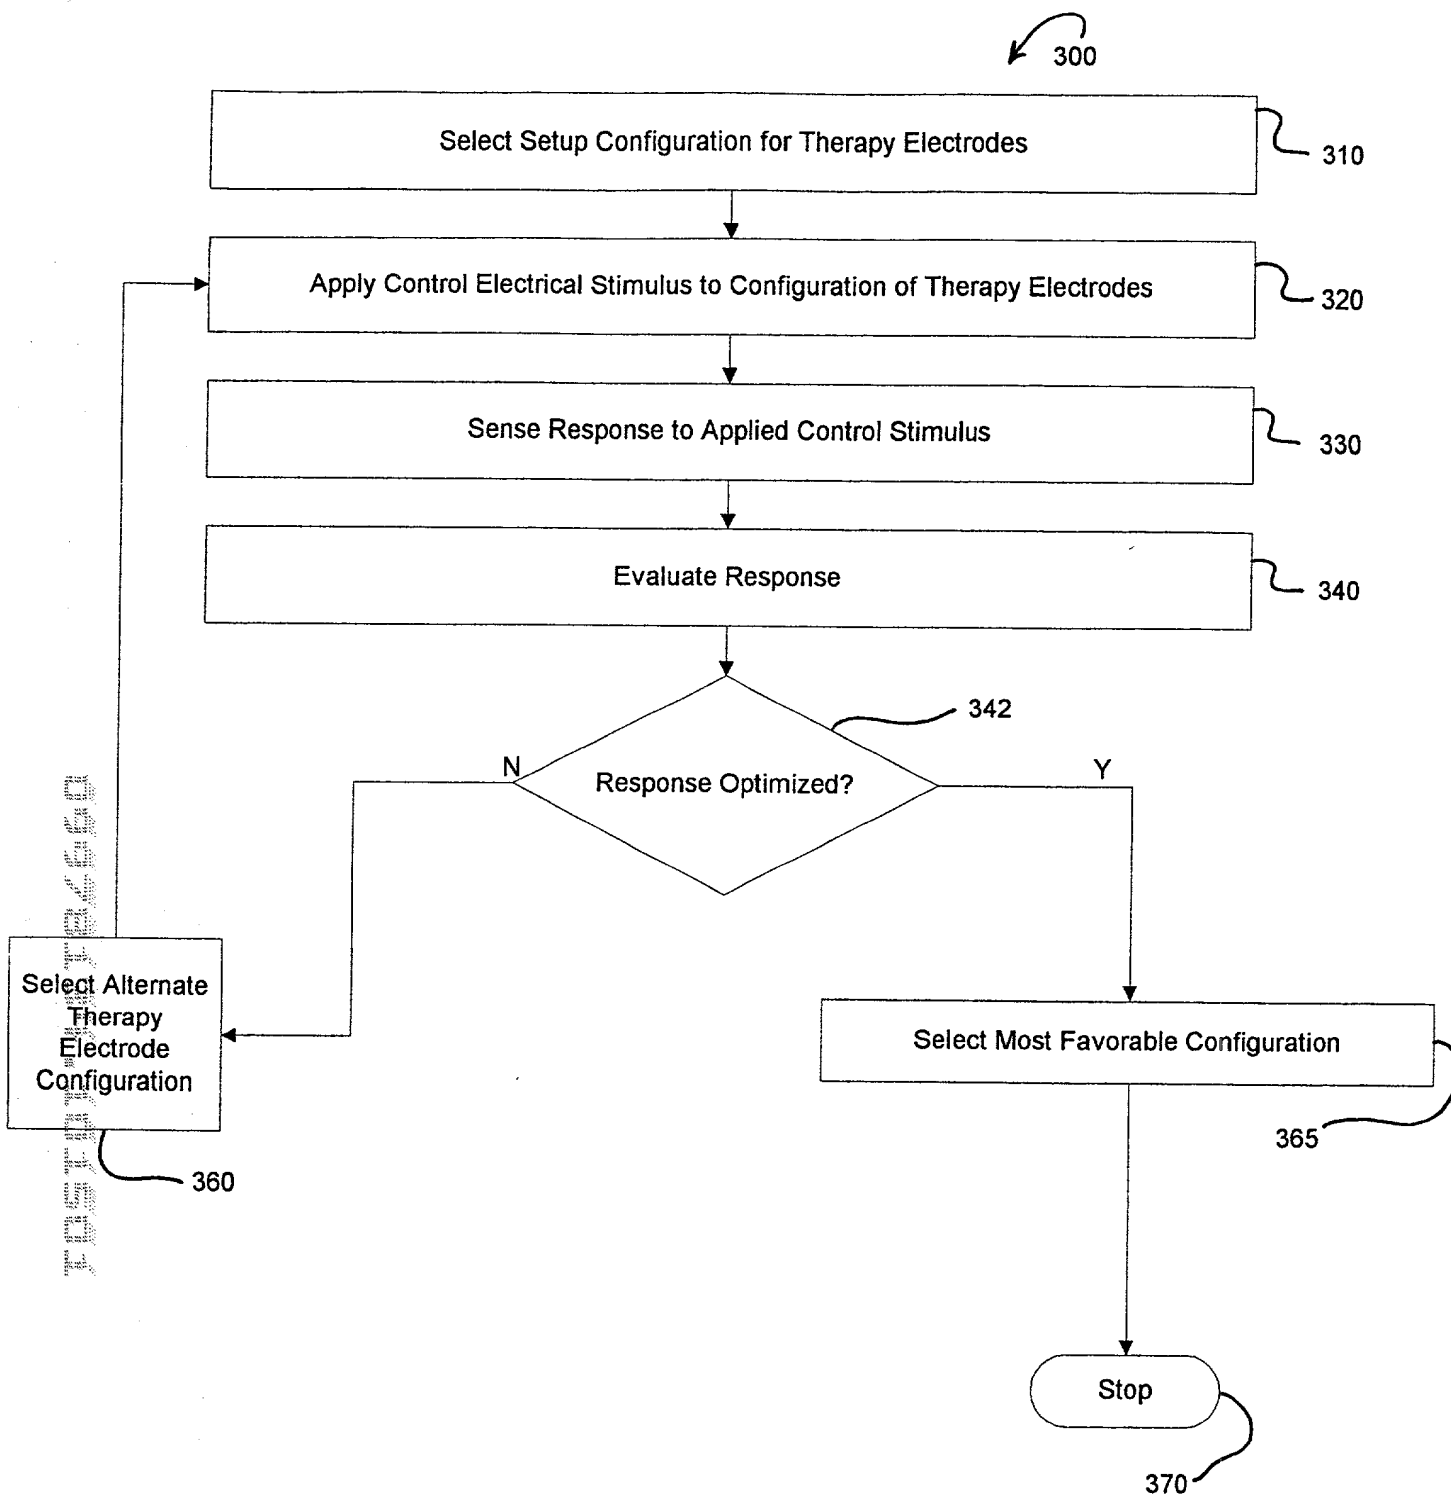 300
Select Setup Configuration for Therapy Electrodes
310
Apply Control Electrical Stimulus to Configuration of Therapy Electrodes
320
Sense Response to Applied Control Stimulus
330
Evaluate Response
340
342
N
Response Optimized?
Y
Select Alternate
Therapy
Electrode
Configuration
360
Select Most Favorable Configuration
365
Stop
370